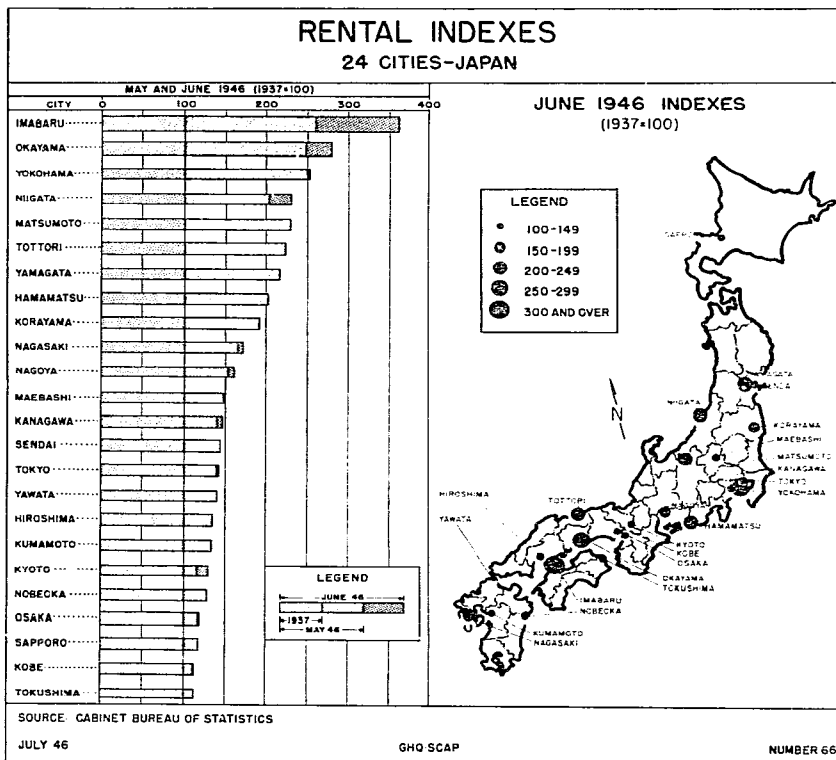 RENTAL INDEXES
24 CITIES-JAPAN
MAY AND JUNE 1946 (1937=100)
CITY 0 100 200 300 400
IMABARU
OKAYAMA
YOKOHAMA
NIIGATA
MATSUMOTO
TOTTORI
YAMAGATA
HAMAMATSU
KORAYAMA
NAGASAKI
NAGOYA
MAEBASHI
KANAGAWA
SENDAI
TOKYO
YAWATA
HIROSHIMA
KUMAMOTO
KYOTO
NOBECKA
OSAKA
SAPPORO
KOBE
TOKUSHIMA
LEGEND
JUNE 46
1937
MAY 46
JUNE 1946 INDEXES
(1937=100)
LEGEND
100-149
150-199
200-249
250-299
300 AND OVER
N
NIIGATA
KORAYAMA
MAEBASHI
MATSUMOTO
KANAGAWA
TOKYO
YOKOHAMA
HAMAMATSU
HIROSHIMA
TOTTORI
YAWATA
KYOTO
KOBE
OSAKA
OKAYAMA
TOKUSHIMA
IMABARU
NOBECKA
KUMAMOTO
NAGASAKI
SOURCE: CABINET BUREAU OF STATISTICS
JULY 46
GHQ-SCAP
NUMBER 66